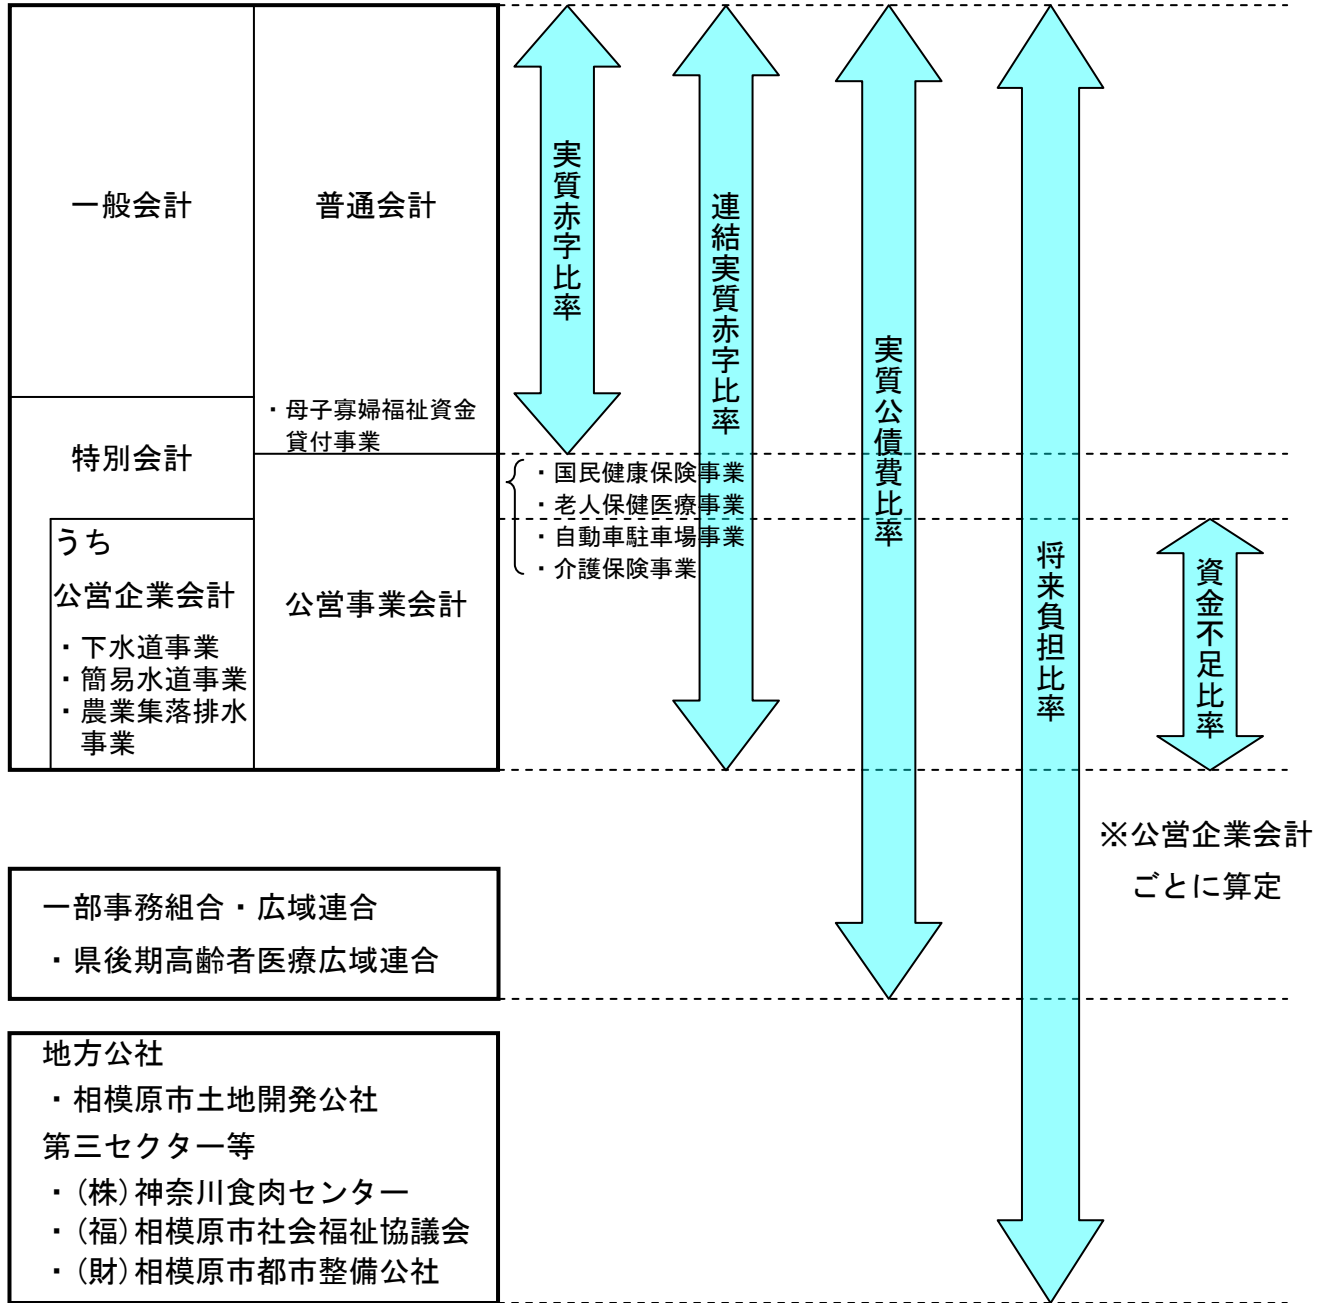 一般会計
普通会計
・母子寡婦福祉資金
貸付事業
特別会計
うち
公営企業会計
・下水道事業
・簡易水道事業
・農業集落排水
事業
公営事業会計
・国民健康保険事業
・老人保健医療事業
・自動車駐車場事業
・介護保険事業
実質赤字比率
連結実質赤字比率
実質公債費比率
将来負担比率
資金不足比率
※公営企業会計
ごとに算定
一部事務組合・広域連合
・県後期高齢者医療広域連合
地方公社
・相模原市土地開発公社
第三セクター等
・(株)神奈川食肉センター
・(福)相模原市社会福祉協議会
・(財)相模原市都市整備公社